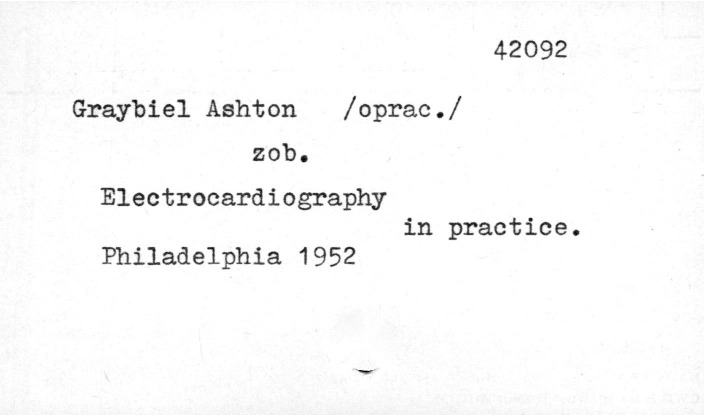 42092
Graybiel Ashton /oprac./
zob.
Electrocardiography
in practice.
Philadelphia 1952